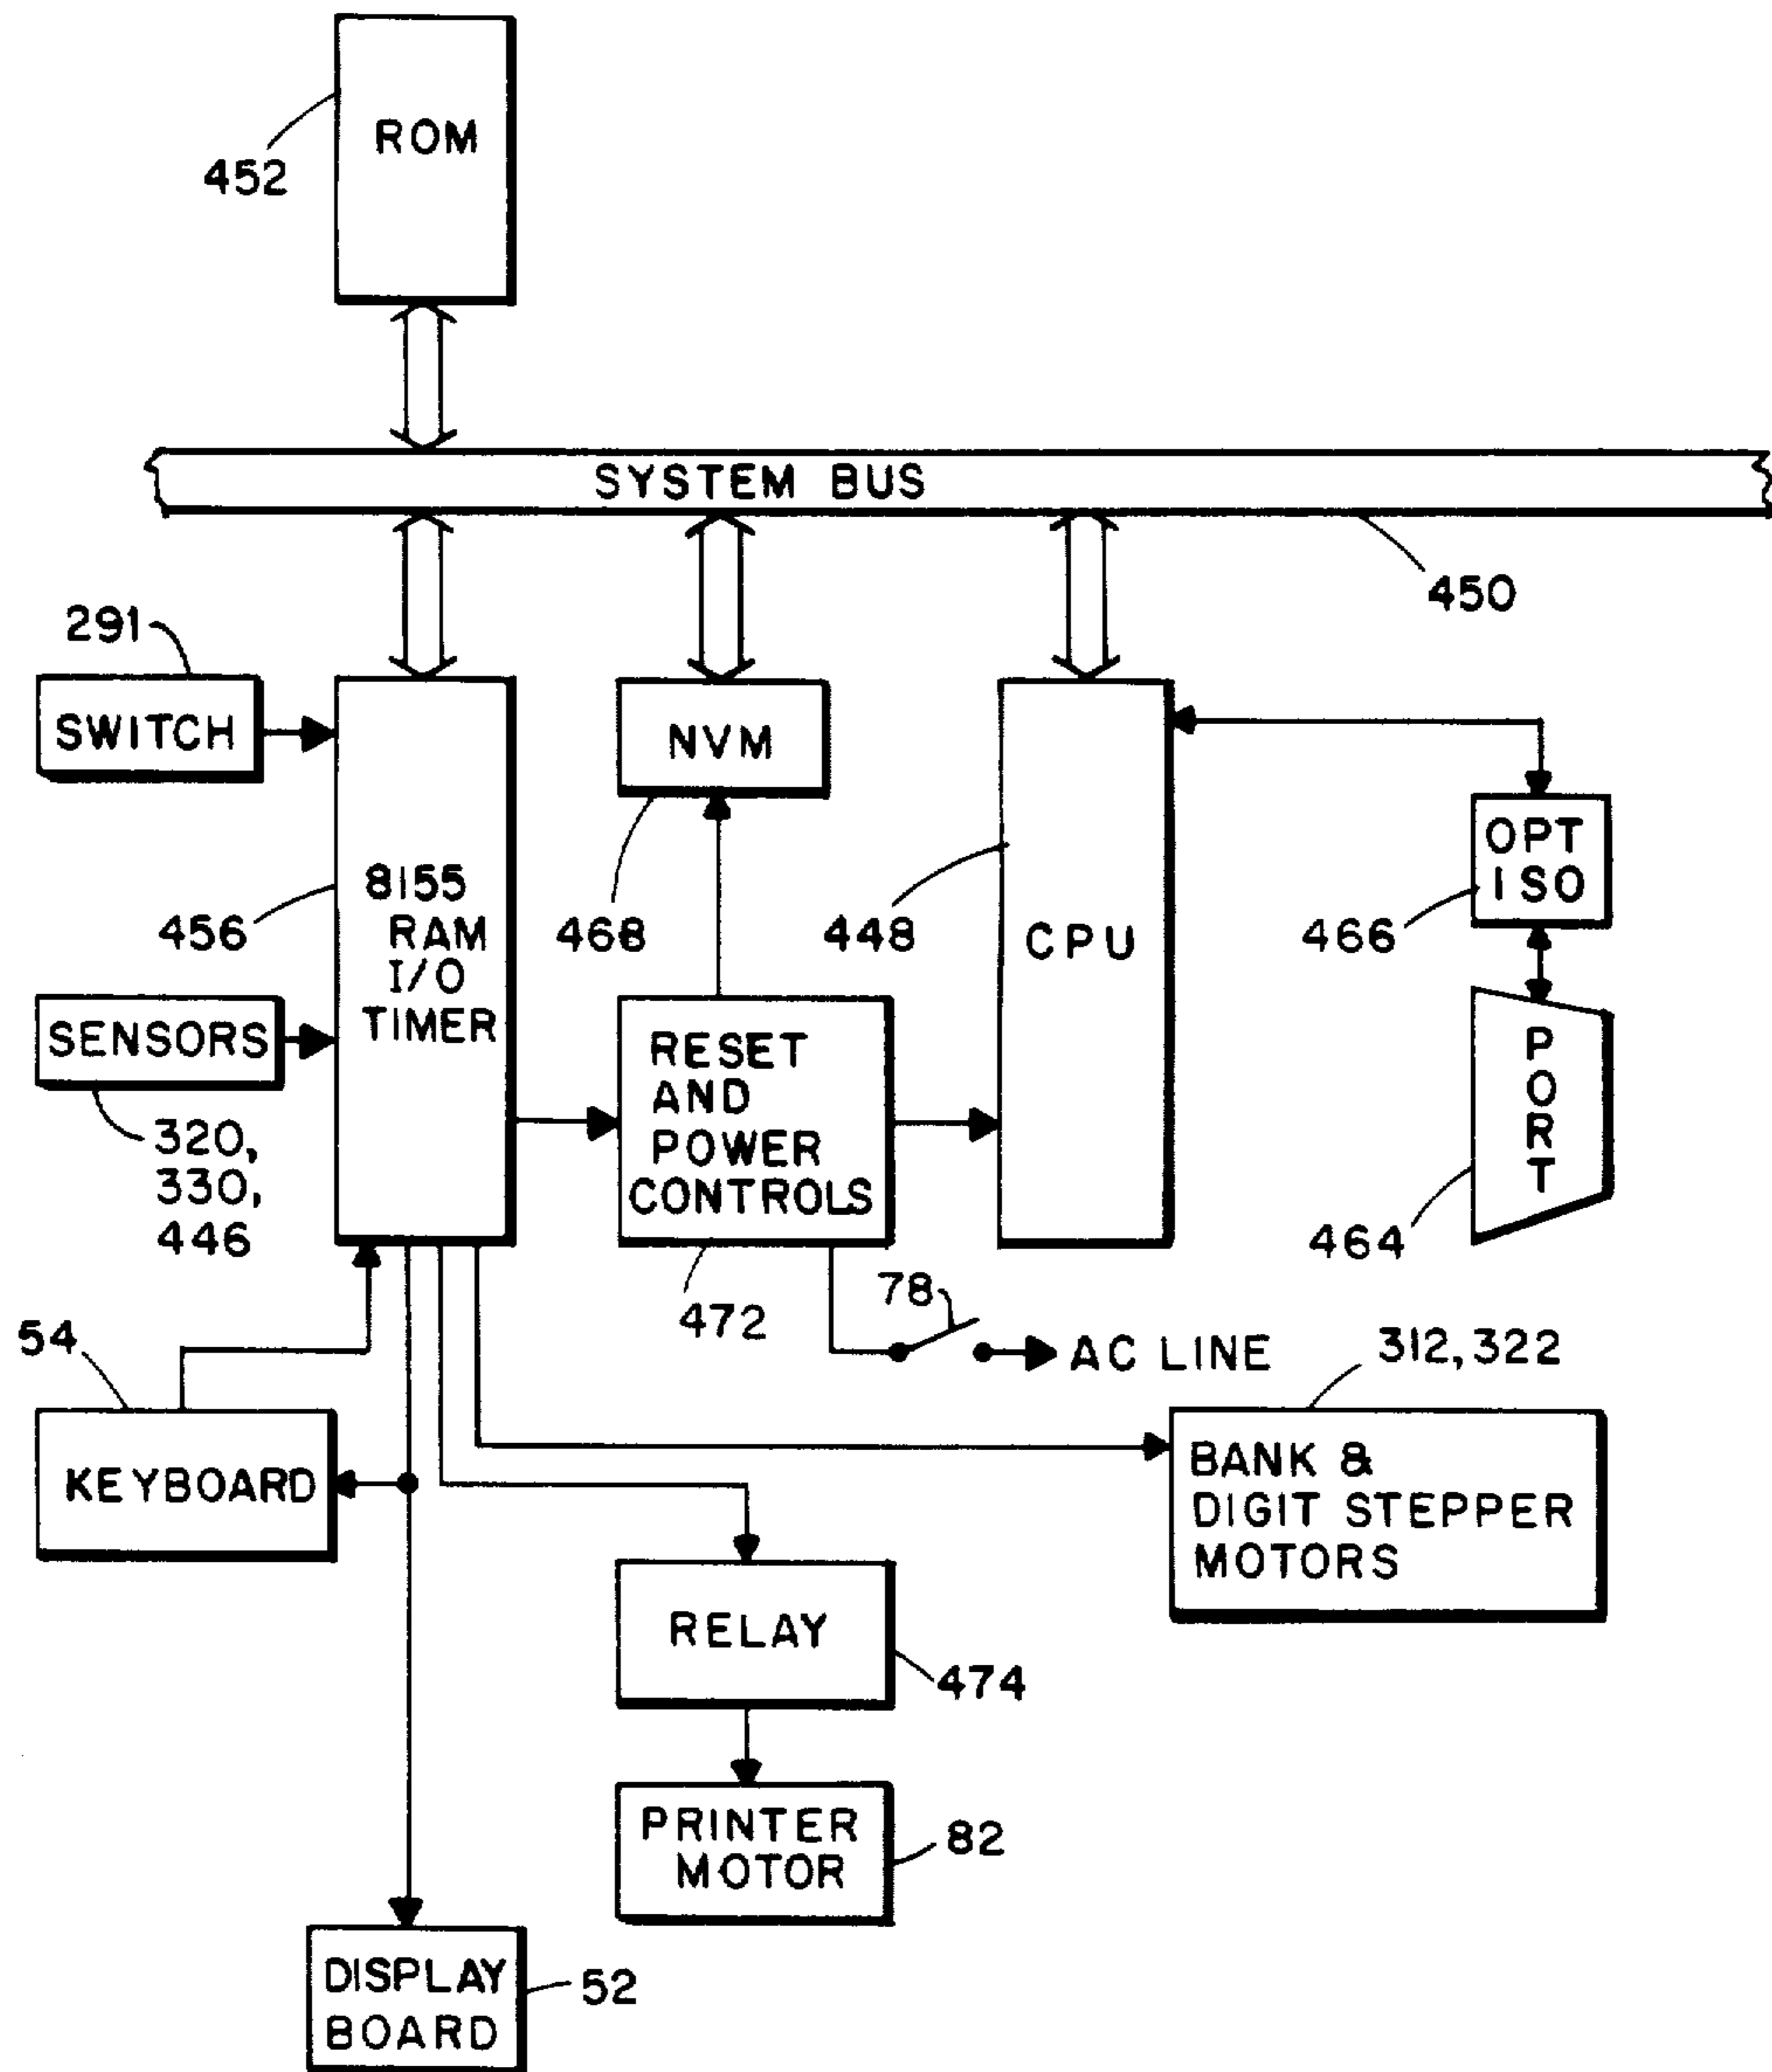 ROM
452
SYSTEM BUS
450
291
SWITCH
NVM
OPT
ISO
8155
RAM
I/O
TIMER
456
468
448
CPU
466
SENSORS
RESET
AND
POWER
CONTROLS
PORT
320,
330,
446
464
472
78
AC LINE
54
312, 322
KEYBOARD
BANK &
DIGIT STEPPER
MOTORS
RELAY
474
PRINTER
MOTOR
82
DISPLAY
BOARD
52